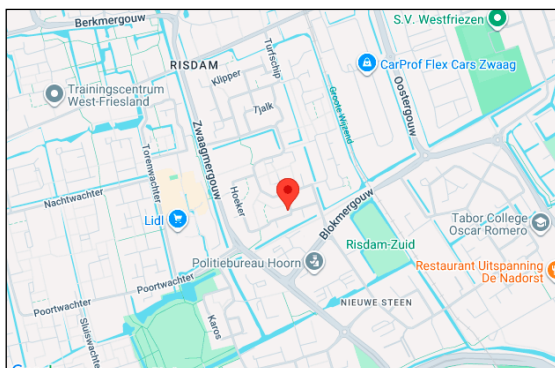 Berkmergouw
S.V. Westfriezen
RISDAM
Turfschip
Klipper
CarProf Flex Cars Zwaag
Oostergouw
Trainingscentrum
West-Friesland
Tjalk
Groote Wijzend
Zwaagmergouw
Torenwachter
Nachtwachter
Hoeker
Lidl
Blokmergouw
Tabor College
Oscar Romero
Risdam-Zuid
Politiebureau Hoorn
Restaurant Uitspanning
De Nadorst
Poortwachter
NIEUWE STEEN
Poortwachter
Karos
Sluiswachter